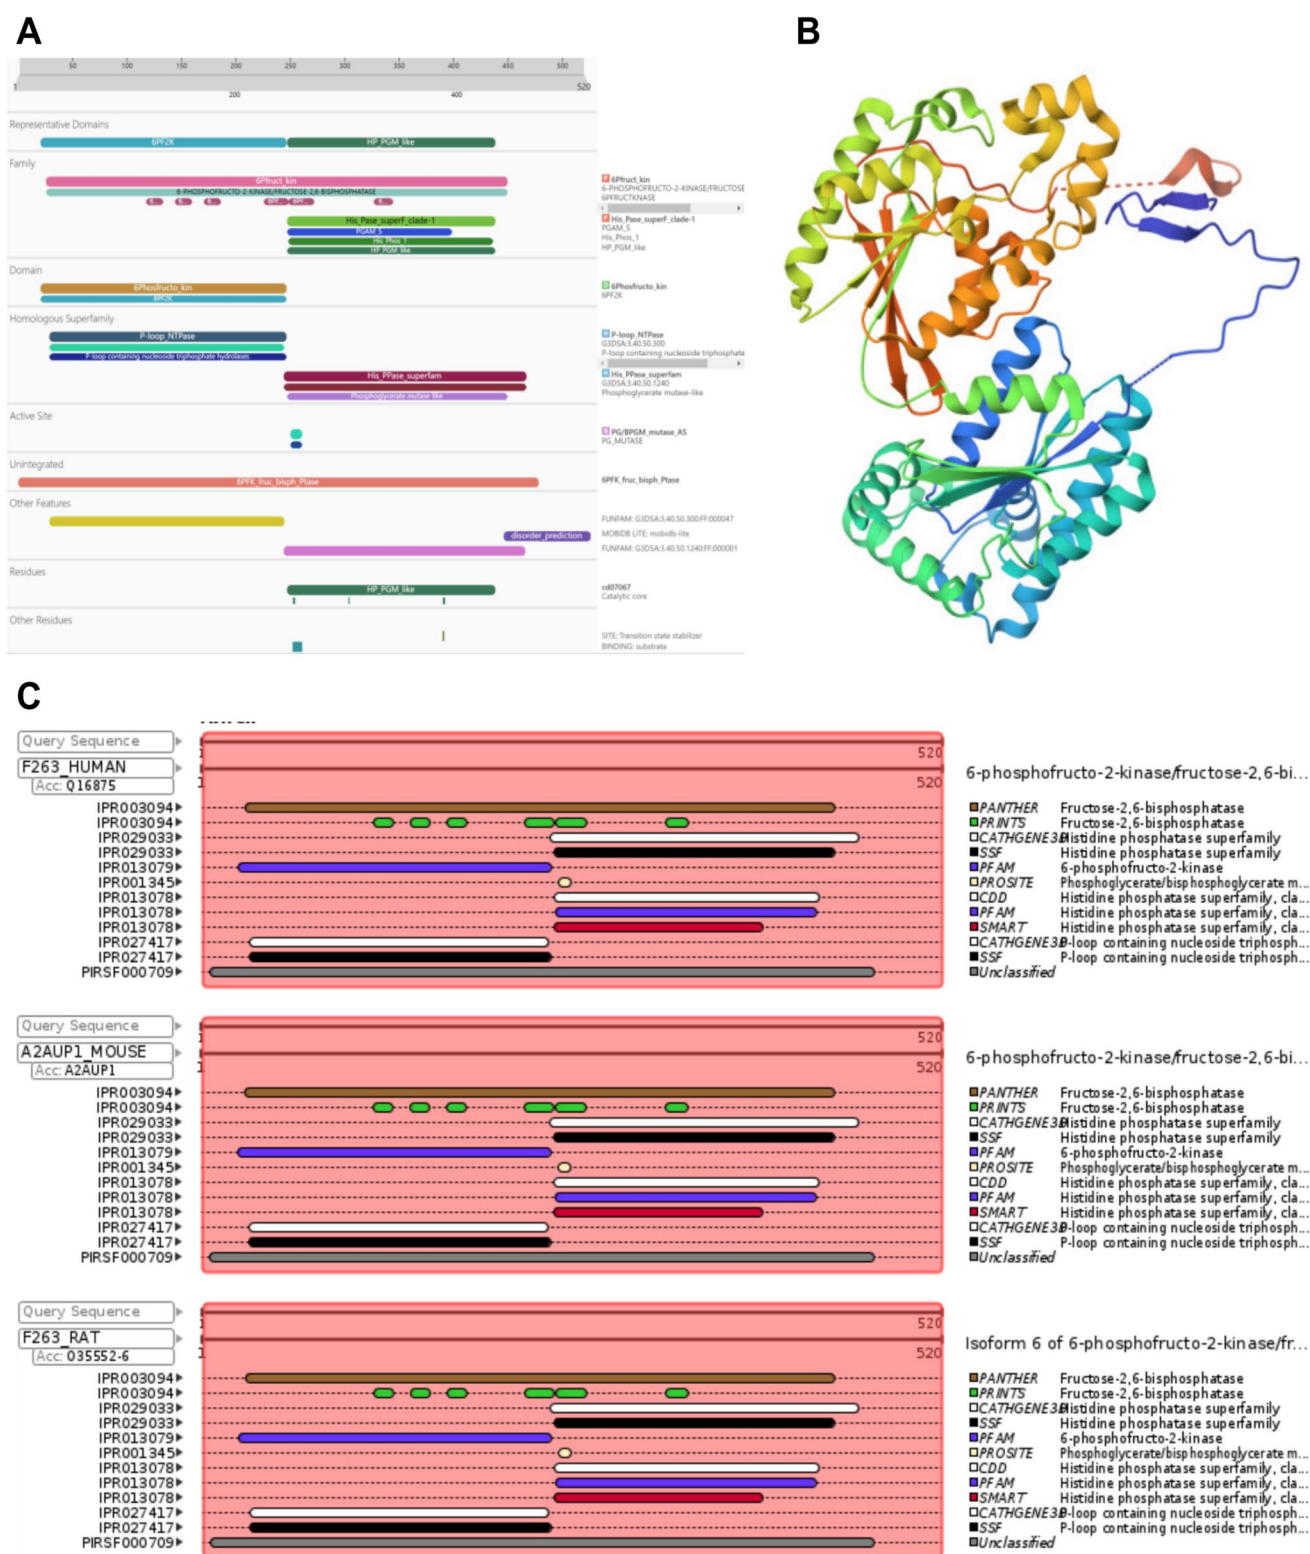 A
B
50 100 150 200 250 300 350 400 450 500
1 520
200 400
Representative Domains
6PF2K HP_PGM_like
Family
6Pfruct_kin
6-PHOSPHOFRUCTO-2-KINASE/FRUCTOSE-2,6-BISPHOSPHATASE
6... 6... 6... 6PF... 6PF... 6...
His_Pase_superF_clade-1
PGAM_5
His_Phos_1
HP_PGM_like
6Pfruct_kin
6-PHOSPHOFRUCTO-2-KINASE/FRUCTOSE
6PFRUCTKNASE
His_Pase_superF_clade-1
PGAM_5
His_Phos_1
HP_PGM_like
Domain
6Phosfructo_kin
6PF2K
6Phosfructo_kin
6PF2K
Homologous Superfamily
P-loop_NTPase
P-loop containing nucleoside triphosphate hydrolases
His_PPase_superfam
Phosphoglycerate mutase-like
P-loop_NTPase
G3DSA:3.40.50.300
P-loop containing nucleoside triphosphate
His_PPase_superfam
G3DSA:3.40.50.1240
Phosphoglycerate mutase-like
Active Site
PG/BPGM_mutase_AS
PG_MUTASE
Unintegrated
6PFK_fruc_bisph_Ptase
6PFK_fruc_bisph_Ptase
Other Features
disorder_prediction
FUNFAM: G3DSA:3.40.50.300:FF:000047
MOBIDB LITE: mobidb-lite
FUNFAM: G3DSA:3.40.50.1240:FF:000001
Residues
HP_PGM_like
cd07067
Catalytic core
Other Residues
SITE: Transition state stabilizer
BINDING: substrate
C
Query Sequence
1 520
F263_HUMAN
Acc: Q16875
1 520
6-phosphofructo-2-kinase/fructose-2,6-bi...
IPR003094 PANTHER Fructose-2,6-bisphosphatase
IPR003094 PRINTS Fructose-2,6-bisphosphatase
IPR029033 CATHGENE3D Histidine phosphatase superfamily
IPR029033 SSF Histidine phosphatase superfamily
IPR013079 PFAM 6-phosphofructo-2-kinase
IPR001345 PROSITE Phosphoglycerate/bisphosphoglycerate m...
IPR013078 CDD Histidine phosphatase superfamily, cla...
IPR013078 PFAM Histidine phosphatase superfamily, cla...
IPR013078 SMART Histidine phosphatase superfamily, cla...
IPR027417 CATHGENE3D P-loop containing nucleoside triphosph...
IPR027417 SSF P-loop containing nucleoside triphosph...
PIRSF000709 Unclassified
Query Sequence
1 520
A2AUP1_MOUSE
Acc: A2AUP1
1 520
6-phosphofructo-2-kinase/fructose-2,6-bi...
IPR003094 PANTHER Fructose-2,6-bisphosphatase
IPR003094 PRINTS Fructose-2,6-bisphosphatase
IPR029033 CATHGENE3D Histidine phosphatase superfamily
IPR029033 SSF Histidine phosphatase superfamily
IPR013079 PFAM 6-phosphofructo-2-kinase
IPR001345 PROSITE Phosphoglycerate/bisphosphoglycerate m...
IPR013078 CDD Histidine phosphatase superfamily, cla...
IPR013078 PFAM Histidine phosphatase superfamily, cla...
IPR013078 SMART Histidine phosphatase superfamily, cla...
IPR027417 CATHGENE3D P-loop containing nucleoside triphosph...
IPR027417 SSF P-loop containing nucleoside triphosph...
PIRSF000709 Unclassified
Query Sequence
1 520
F263_RAT
Acc: O35552-6
1 520
Isoform 6 of 6-phosphofructo-2-kinase/fr...
IPR003094 PANTHER Fructose-2,6-bisphosphatase
IPR003094 PRINTS Fructose-2,6-bisphosphatase
IPR029033 CATHGENE3D Histidine phosphatase superfamily
IPR029033 SSF Histidine phosphatase superfamily
IPR013079 PFAM 6-phosphofructo-2-kinase
IPR001345 PROSITE Phosphoglycerate/bisphosphoglycerate m...
IPR013078 CDD Histidine phosphatase superfamily, cla...
IPR013078 PFAM Histidine phosphatase superfamily, cla...
IPR013078 SMART Histidine phosphatase superfamily, cla...
IPR027417 CATHGENE3D P-loop containing nucleoside triphosph...
IPR027417 SSF P-loop containing nucleoside triphosph...
PIRSF000709 Unclassified